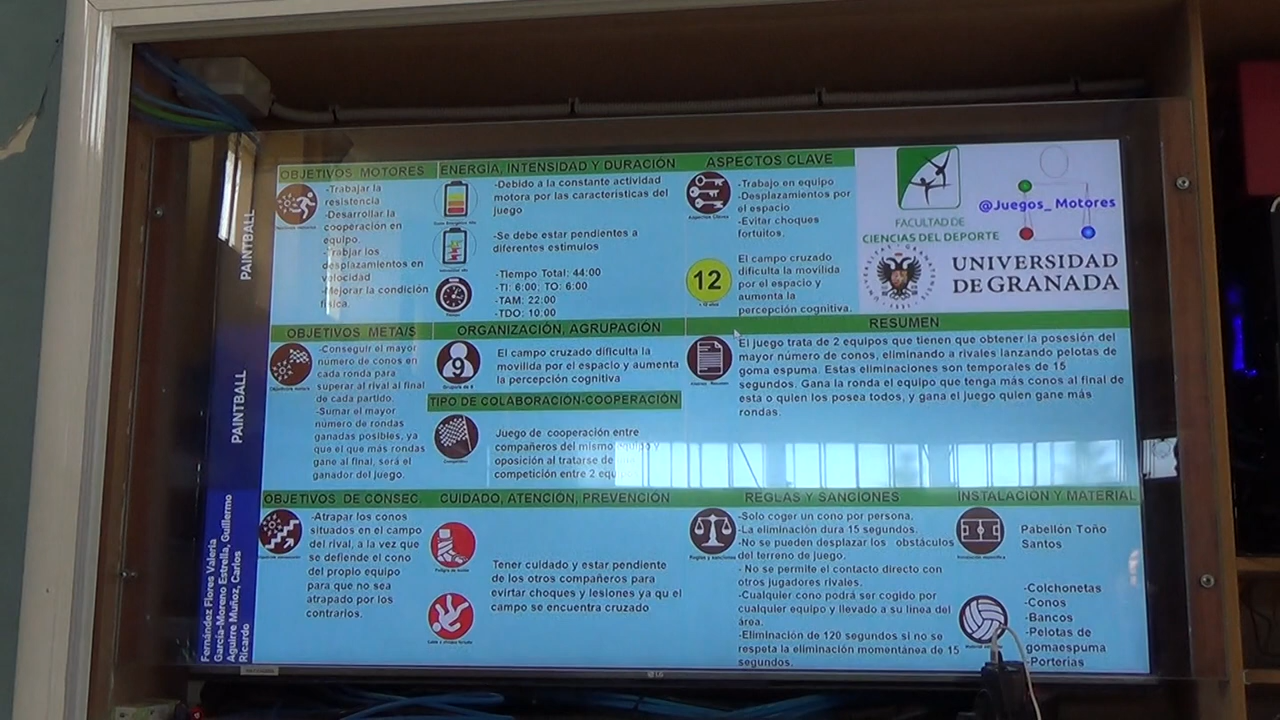 PAINTBALL
OBJETIVOS MOTORES
-Trabajar la
resistencia
-Desarrollar la
cooperación en
equipo.
-Trabjar los
desplazamientos en
velocidad
-Mejorar la condición
física.
ENERGÍA, INTENSIDAD Y DURACIÓN
-Debido a la constante actividad
motora por las características del
juego
-Se debe estar pendientes a
diferentes estimulos
-Tiempo Total: 44:00
-TI: 6:00; TO: 6:00
-TAM: 22:00
-TDO: 10:00
ASPECTOS CLAVE
Aspectos Claves
-Trabajo en equipo
-Desplazamientos por
el espacio
-Evitar choques
fortuitos.
12
El campo cruzado
dificulta la movilida
por el espacio y
aumenta la
percepción cognitiva.
FACULTAD DE
CIENCIAS DEL DEPORTE
@Juegos_ Motores
UNIVERSIDAD
DE GRANADA
PAINTBALL
OBJETIVOS META/S
-Conseguir el mayor
número de conos en
cada ronda para
superar al rival al final
de cada partido.
-Sumar el mayor
número de rondas
ganadas posibles, ya
que el que más rondas
gane al final, será el
ganador del juego.
ORGANIZACIÓN, AGRUPACIÓN
9
El campo cruzado dificulta la
movilida por el espacio y aumenta
la percepción cognitiva
TIPO DE COLABORACIÓN-COOPERACIÓN
Juego de cooperación entre
compañeros del mismo equipo y
oposición al tratarse de
competición entre 2
RESUMEN
El juego trata de 2 equipos que tienen que obtener la posesión del
mayor número de conos, eliminando a rivales lanzando pelotas de
goma espuma. Estas eliminaciones son temporales de 15
segundos. Gana la ronda el equipo que tenga más conos al final de
esta o quien los posea todos, y gana el juego quien gane más
rondas.
Fernández Flores Valeria
García-Moreno Estrella, Guillermo
Aguirre Muñoz, Carlos
Ricardo
OBJETIVOS DE CONSEC.
-Atrapar los conos
situados en el campo
del rival, a la vez que
se defiende el cono
del propio equipo
para que no sea
atrapado por los
contrarios.
CUIDADO, ATENCIÓN, PREVENCIÓN
Tener cuidado y estar pendiente
de los otros compañeros para
evirtar choques y lesiones ya qu el
campo se encuentra cruzado
REGLAS Y SANCIONES
Reglas y sanciones
-Solo coger un cono por persona.
-La eliminación dura 15 segundos.
-No se pueden desplazar los obstáculos
del terreno de juego.
- No se permite el contacto directo con
otros jugadores rivales.
-Cualquier cono podrá ser cogido por
cualquier equipo y llevado a su línea del
área.
-Eliminación de 120 segundos si no se
respeta la eliminación momentánea de 15
segundos.
INSTALACIÓN Y MATERIAL
Pabellón Toño
Santos
-Colchonetas
-Conos
-Bancos
-Pelotas de
gomaespuma
-Porterias
LG